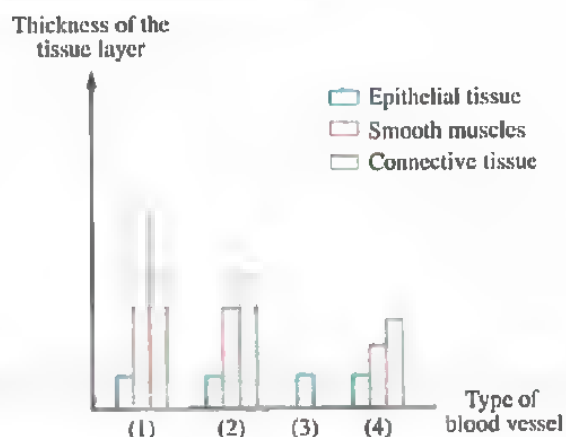 Thickness of the
tissue layer
Epithelial tissue
Smooth muscles
Connective tissue
(1) (2) (3) (4)
Type of
blood vessel